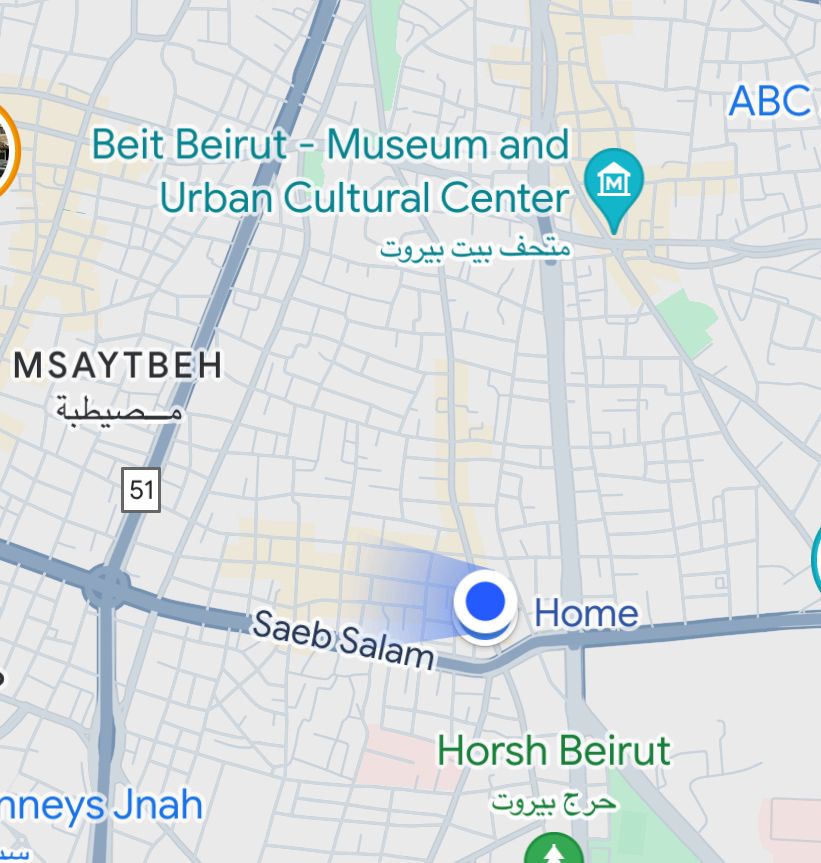 ABC
Beit Beirut - Museum and
Urban Cultural Center
متحف بيت بيروت
MSAYTBEH
مـصيطبة
51
Home
Saeb Salam
Horsh Beirut
حرج بيروت
nneys Jnah